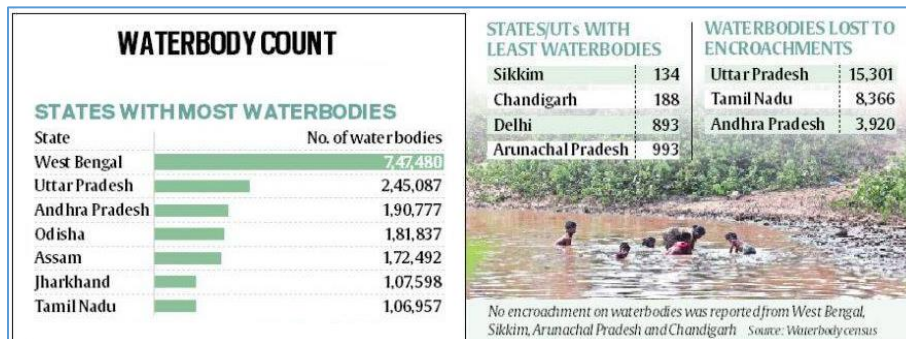 WATERBODY COUNT
STATES WITH MOST WATERBODIES
State No. of waterbodies
West Bengal 7,47,480
Uttar Pradesh 2,45,087
Andhra Pradesh 1,90,777
Odisha 1,81,837
Assam 1,72,492
Jharkhand 1,07,598
Tamil Nadu 1,06,957
STATES/UTs WITH
LEAST WATERBODIES
Sikkim 134
Chandigarh 188
Delhi 893
Arunachal Pradesh 993
WATERBODIES LOST TO
ENCROACHMENTS
Uttar Pradesh 15,301
Tamil Nadu 8,366
Andhra Pradesh 3,920
No encroachment on waterbodies was reported from West Bengal,
Sikkim, Arunachal Pradesh and Chandigarh Source: Waterbody census